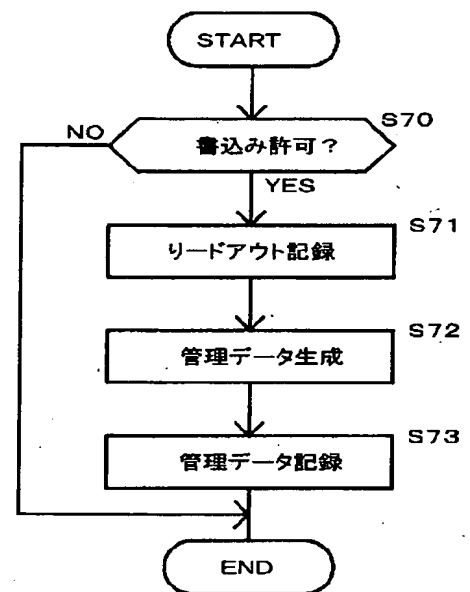 START
S70
NO
書込み許可?
YES
S71
りードアウト記録
S72
管理データ生成
S73
管理データ記録
END